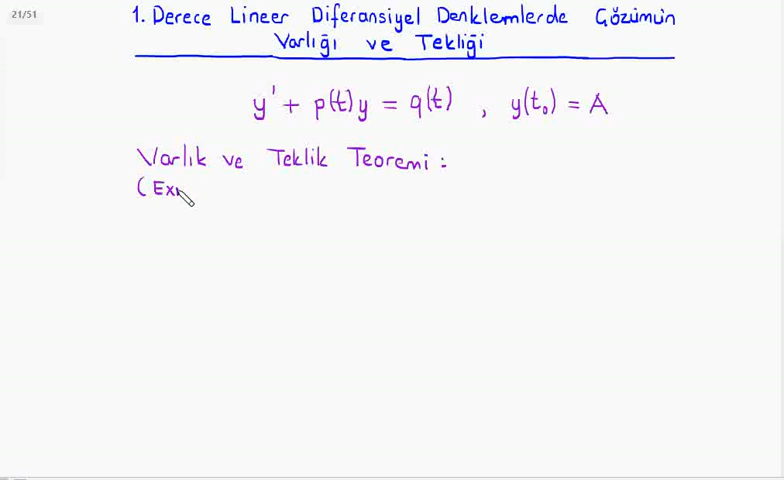 21/51
1. Derece Lineer Diferansiyel Denklemlerde Çözümün
Varlığı ve Tekliği
y' + p(t)y = q(t) , y(t₀) = A
Varlık ve Teklik Teoremi :
(Ex